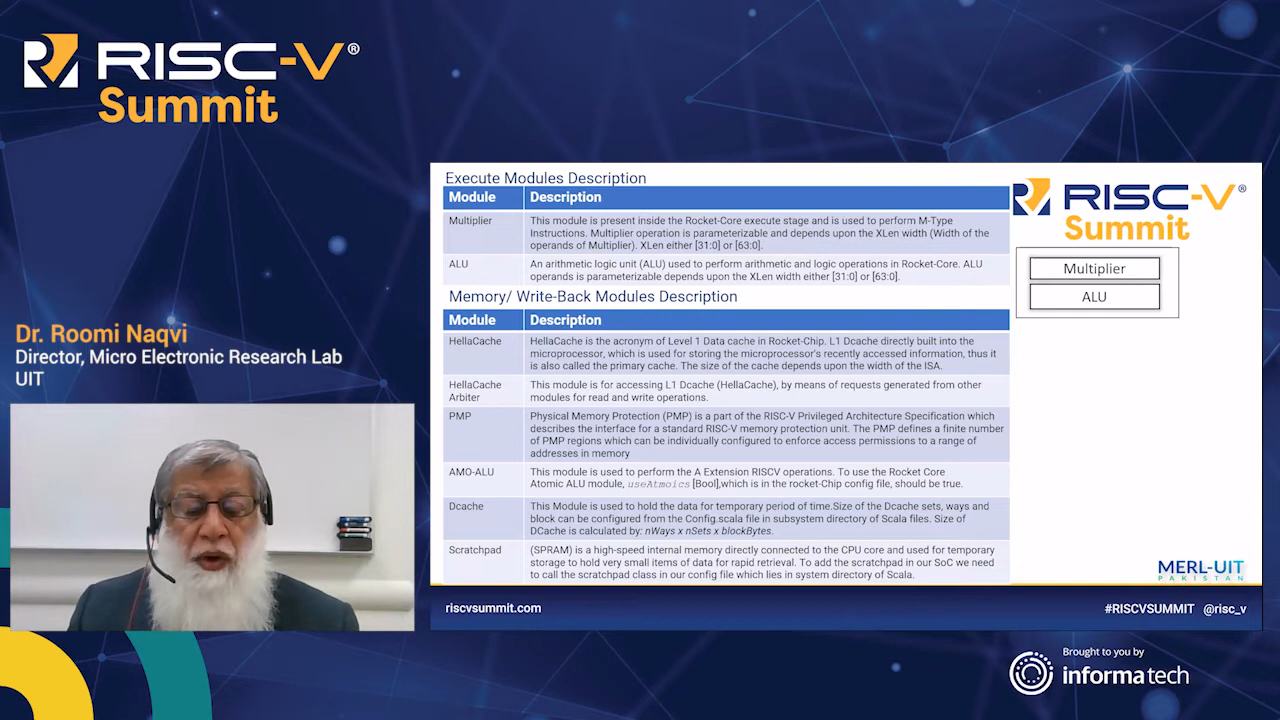 RISC-V®
Summit
Dr. Roomi Naqvi
Director, Micro Electronic Research Lab
UIT
Execute Modules Description
Module Description
Multiplier This module is present inside the Rocket-Core execute stage and is used to perform M-Type
Instructions. Multiplier operation is parameterizable and depends upon the XLen width (Width of the
operands of Multiplier). XLen either [31:0] or [63:0].
ALU An arithmetic logic unit (ALU) used to perform arithmetic and logic operations in Rocket-Core. ALU
operands is parameterizable depends upon the XLen width either [31:0] or [63:0].
Memory/ Write-Back Modules Description
Module Description
HellaCache HellaCache is the acronym of Level 1 Data cache in Rocket-Chip. L1 Dcache directly built into the
microprocessor, which is used for storing the microprocessor's recently accessed information, thus it
is also called the primary cache. The size of the cache depends upon the width of the ISA.
HellaCache This module is for accessing L1 Dcache (HellaCache), by means of requests generated from other
Arbiter modules for read and write operations.
PMP Physical Memory Protection (PMP) is a part of the RISC-V Privileged Architecture Specification which
describes the interface for a standard RISC-V memory protection unit. The PMP defines a finite number
of PMP regions which can be individually configured to enforce access permissions to a range of
addresses in memory
AMO-ALU This module is used to perform the A Extension RISCV operations. To use the Rocket Core
Atomic ALU module, useAtmoics [Bool],which is in the rocket-Chip config file, should be true.
Dcache This Module is used to hold the data for temporary period of time.Size of the Dcache sets, ways and
block can be configured from the Config.scala file in subsystem directory of Scala files. Size of
DCache is calculated by: nWays x nSets x blockBytes.
Scratchpad (SPRAM) is a high-speed internal memory directly connected to the CPU core and used for temporary
storage to hold very small items of data for rapid retrieval. To add the scratchpad in our SoC we need
to call the scratchpad class in our config file which lies in system directory of Scala.
RISC-V®
Summit
Multiplier
ALU
MERL-UIT
PAKISTAN
riscvsummit.com
#RISCVSUMMIT @risc_v
Brought to you by
informa tech